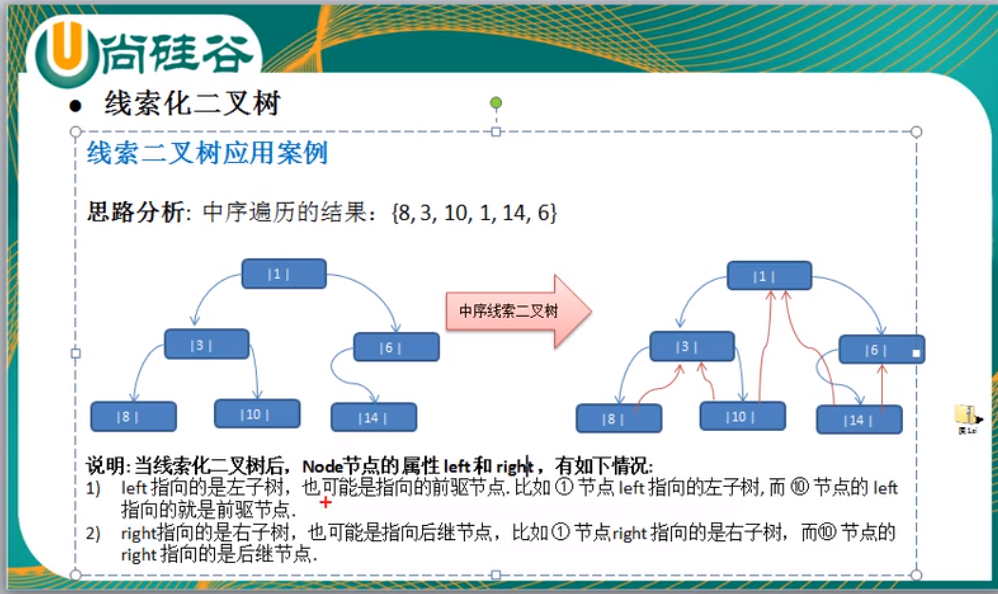 尚硅谷
● 线索化二叉树
线索二叉树应用案例
思路分析: 中序遍历的结果：{8, 3, 10, 1, 14, 6}
|1 |
|1 |
中序线索二叉树
|3 |
|6 |
|3 |
|6 |
|8 |
|10 |
|14 |
|8 |
|10 |
|14 |
说明: 当线索化二叉树后，Node节点的属性 left 和 right ，有如下情况:
1) left 指向的是左子树，也可能是指向的前驱节点. 比如 ① 节点 left 指向的左子树, 而 ⑩ 节点的 left
指向的就是前驱节点.
2) right指向的是右子树，也可能是指向后继节点，比如 ① 节点right 指向的是右子树，而⑩ 节点的
right 指向的是后继节点.